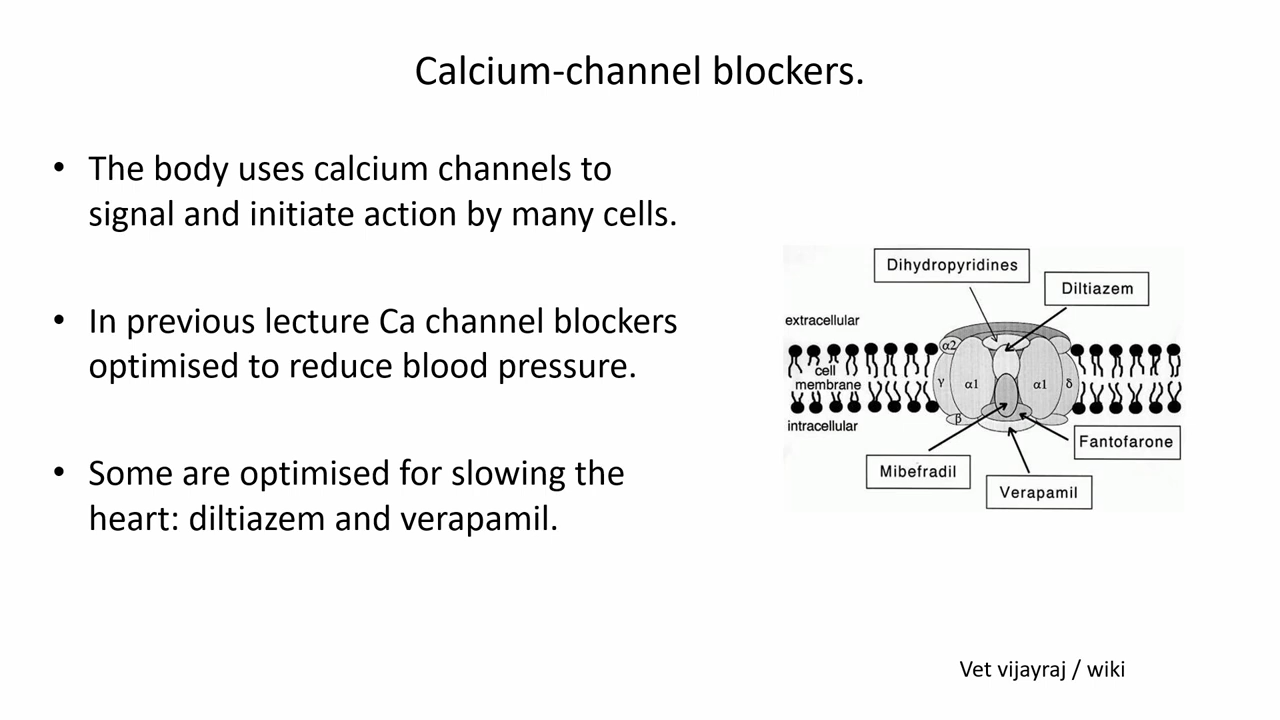 Calcium-channel blockers.
• The body uses calcium channels to
signal and initiate action by many cells.
• In previous lecture Ca channel blockers
optimised to reduce blood pressure.
• Some are optimised for slowing the
heart: diltiazem and verapamil.
Dihydropyridines
Diltiazem
extracellular
α2
cell
membrane
γ
α1
α1
δ
β
intracellular
Fantofarone
Mibefradil
Verapamil
Vet vijayraj / wiki